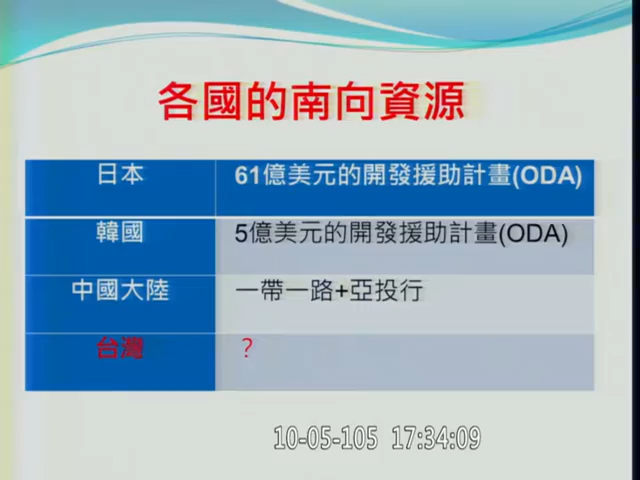 各國的南向資源
日本 61億美元的開發援助計畫(ODA)
韓國 5億美元的開發援助計畫(ODA)
中國大陸 一帶一路+亞投行
台灣 ？
10-05-105 17:34:09